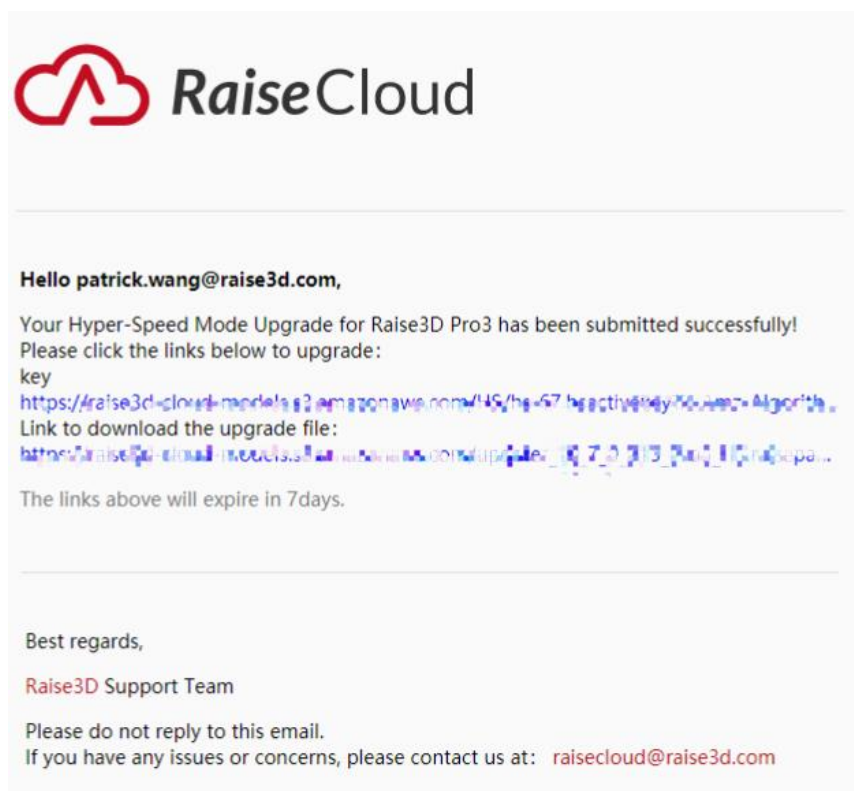 RaiseCloud
Hello patrick.wang@raise3d.com,
Your Hyper-Speed Mode Upgrade for Raise3D Pro3 has been submitted successfully!
Please click the links below to upgrade:
key
Link to download the upgrade file:
The links above will expire in 7days.
Best regards,
Raise3D Support Team
Please do not reply to this email.
If you have any issues or concerns, please contact us at: raisecloud@raise3d.com